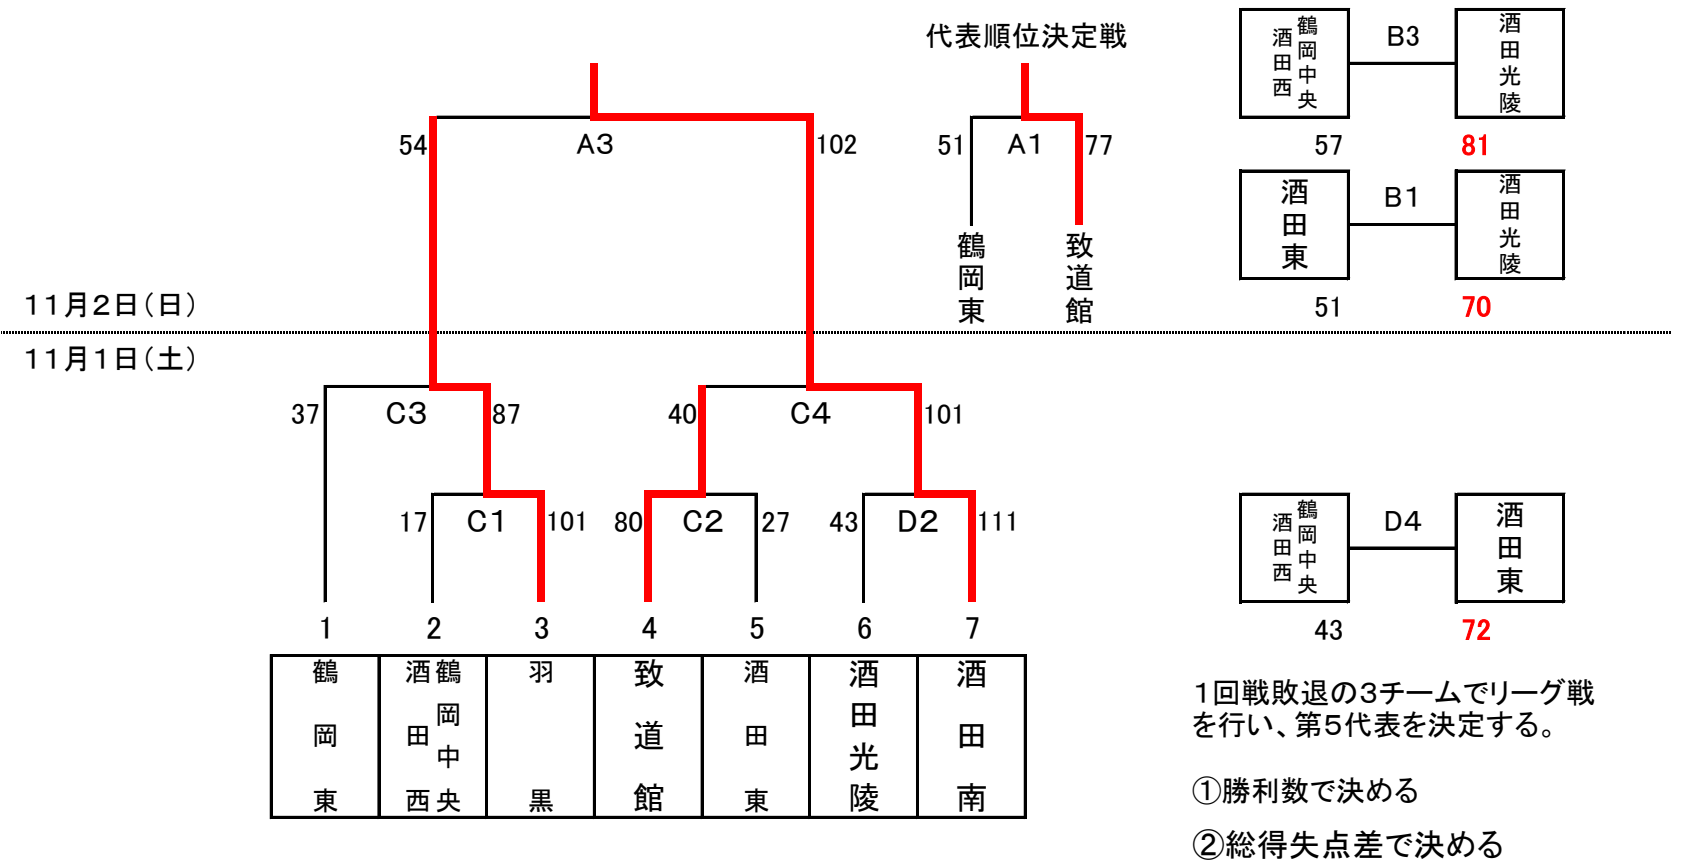 代表順位決定戦
54
A3
102
51
A1
77
鶴岡東
致道館
鶴岡中央
酒田西
B3
酒田光陵
57
81
酒田東
B1
酒田光陵
51
70
11月2日(日)
11月1日(土)
37
C3
87
40
C4
101
17
C1
101
80
C2
27
43
D2
111
1
2
3
4
5
6
7
鶴岡東
鶴岡中央
酒田西
羽黒
致道館
酒田東
酒田光陵
酒田南
鶴岡中央
酒田西
D4
酒田東
43
72
1回戦敗退の3チームでリーグ戦
を行い、第5代表を決定する。
①勝利数で決める
②総得失点差で決める